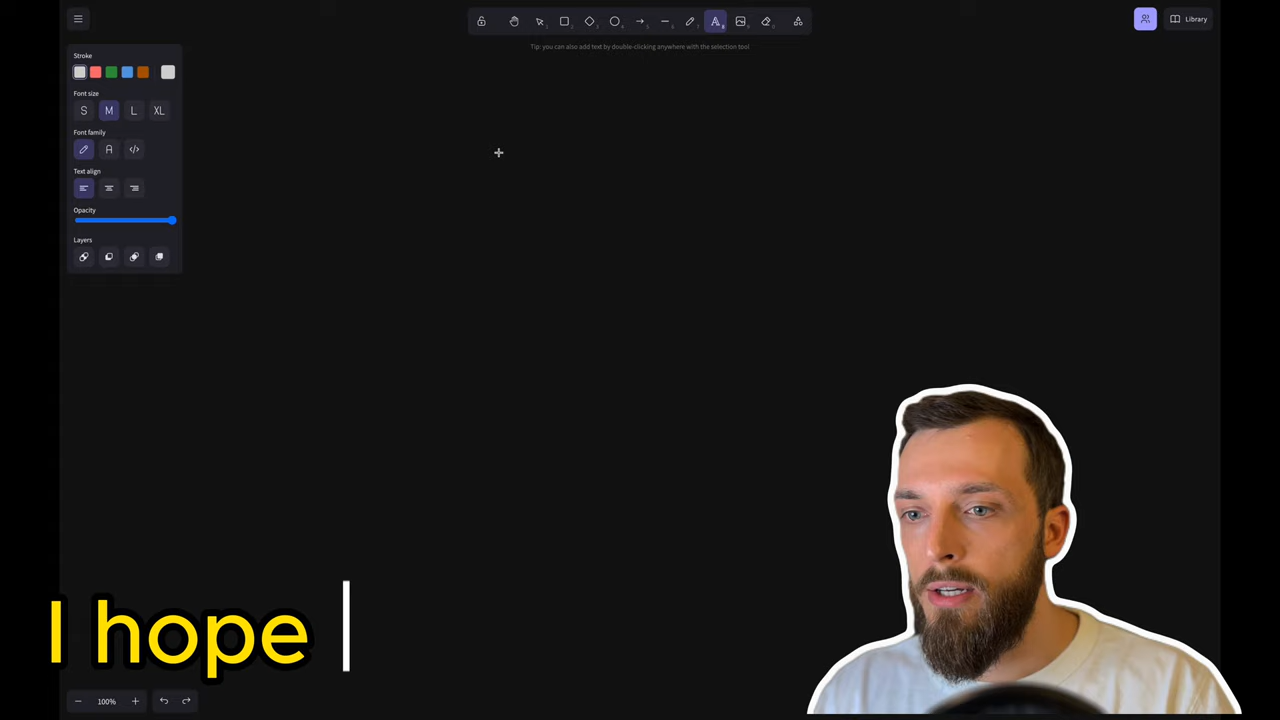 Library
Tip: you can also add text by double-clicking anywhere with the selection tool
Stroke
Font size
S M L XL
Font family
A </>
Text align
Opacity
Layers
I hope
100%